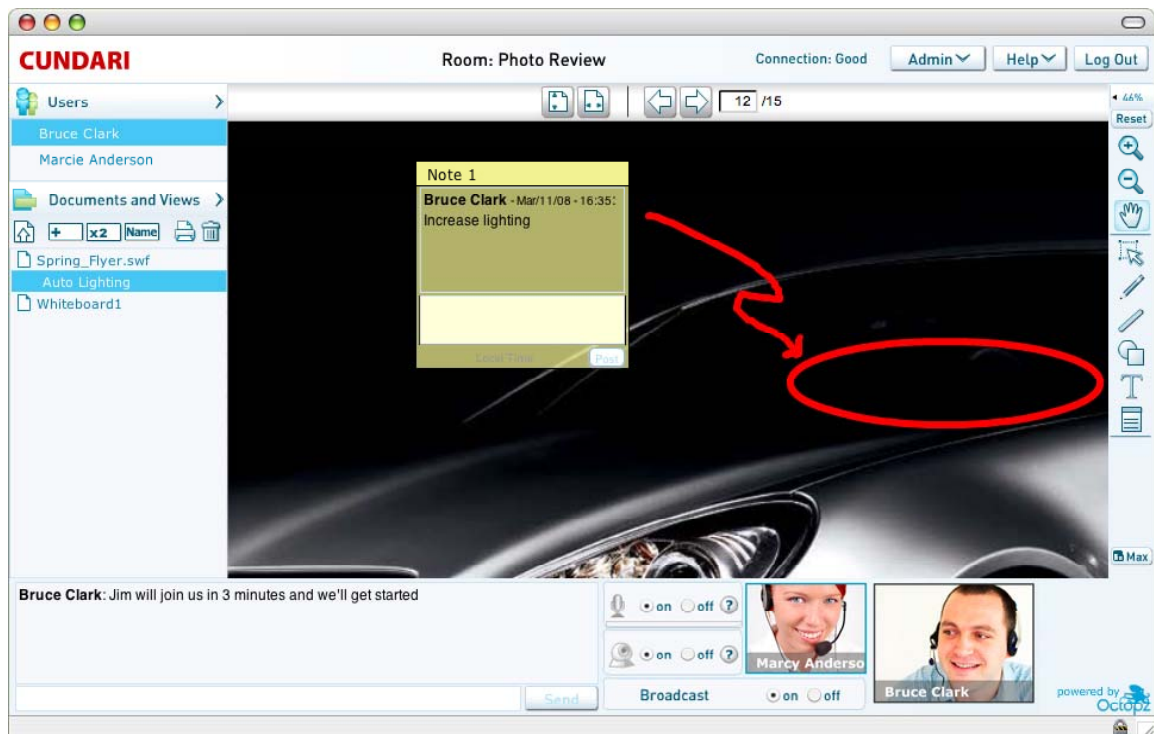 CUNDARI
Room: Photo Review
Connection: Good
Admin
Help
Log Out
Users
Bruce Clark
Marcie Anderson
Documents and Views
+
x2
Name
Spring_Flyer.swf
Auto Lighting
Whiteboard1
12 /15
Note 1
Bruce Clark - Mar/11/08 - 16:35:
Increase lighting
Local Time
Post
66%
Reset
T
Max
Bruce Clark: Jim will join us in 3 minutes and we'll get started
Send
on off ?
on off ?
Broadcast on off
Marcy Anderso
Bruce Clark
powered by
Octopz